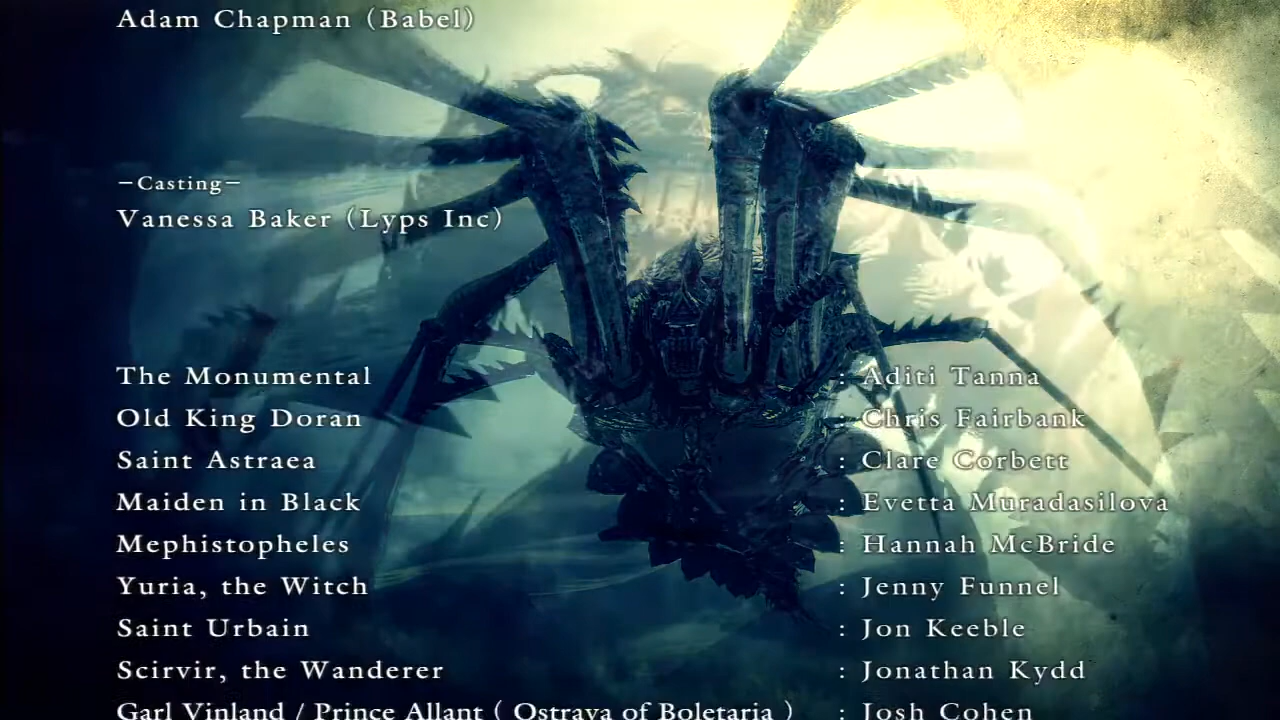 Adam Chapman (Babel)
—Casting—
Vanessa Baker (Lyps Inc)
The Monumental : Aditi Tanna
Old King Doran : Chris Fairbank
Saint Astraea : Clare Corbett
Maiden in Black : Evetta Muradasilova
Mephistopheles : Hannah McBride
Yuria, the Witch : Jenny Funnel
Saint Urbain : Jon Keeble
Scirvir, the Wanderer : Jonathan Kydd
Garl Vinland / Prince Allant ( Ostrava of Boletaria ) : Josh Cohen